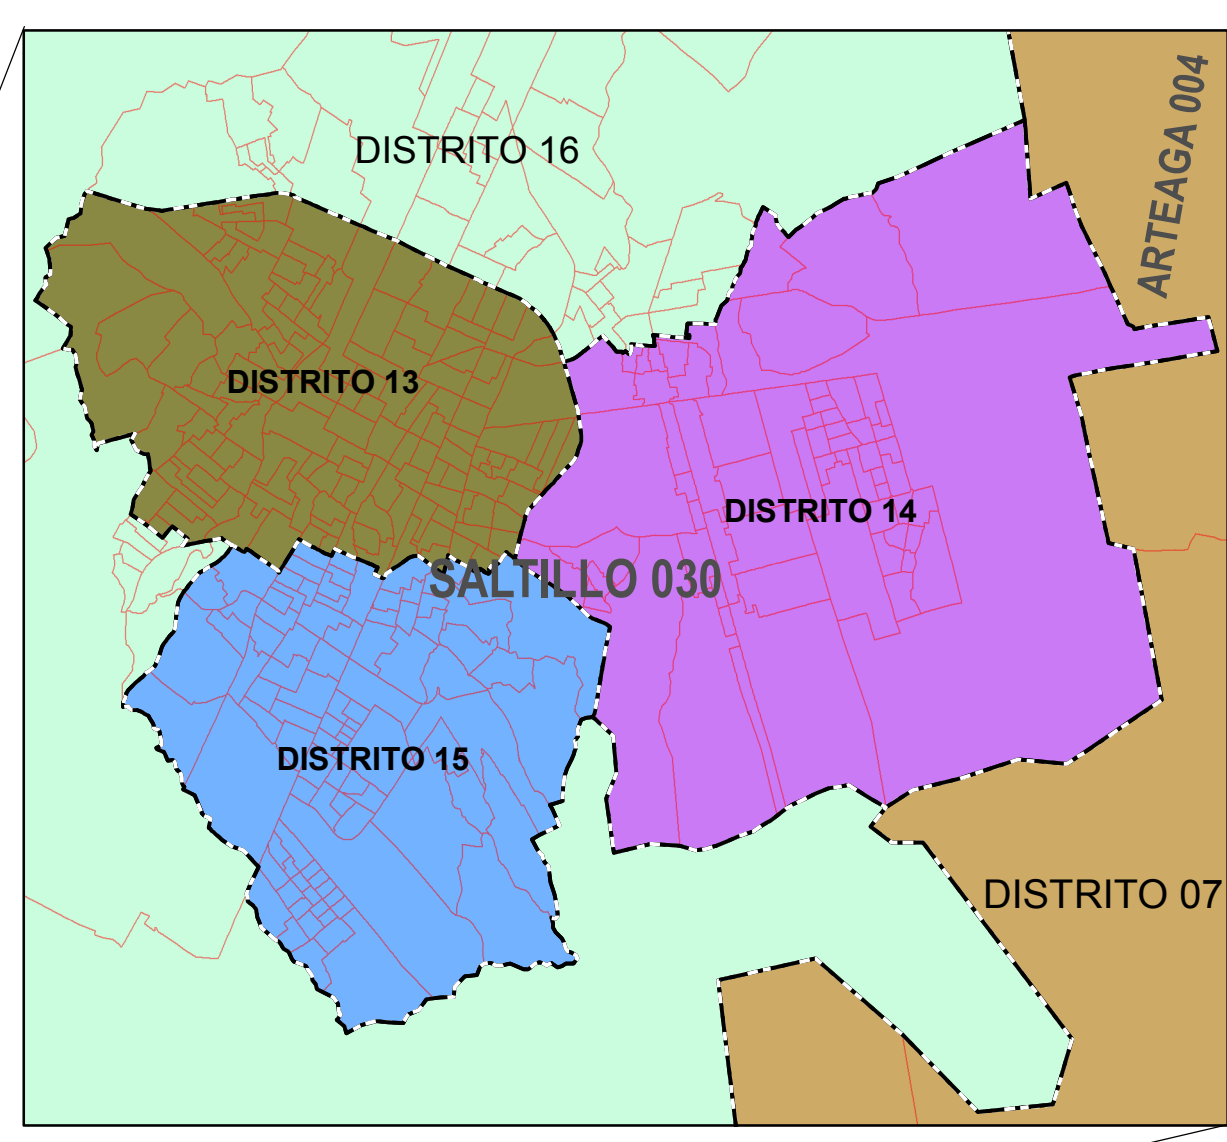 ARTEAGA 004
DISTRITO 16
DISTRITO 13
DISTRITO 14
SALTILLO 030
DISTRITO 15
DISTRITO 07